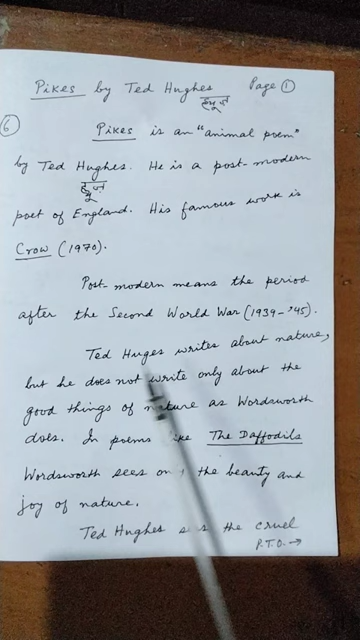 Pikes by Ted Hughes Page 1
ह्यूज़
6
Pikes is an "animal poem"
by Ted Hughes. He is a post-modern
ह्यूज़
poet of England. His famous work is
Crow (1970).
Post-modern means the period
after the Second World War (1939-'45).
Ted Huges writes about nature,
but he does not write only about the
good things of nature as Wordsworth
does. In poems like The Daffodils
Wordsworth sees only the beauty and
joy of nature.
Ted Hughes sees the cruel
P.T.O. →